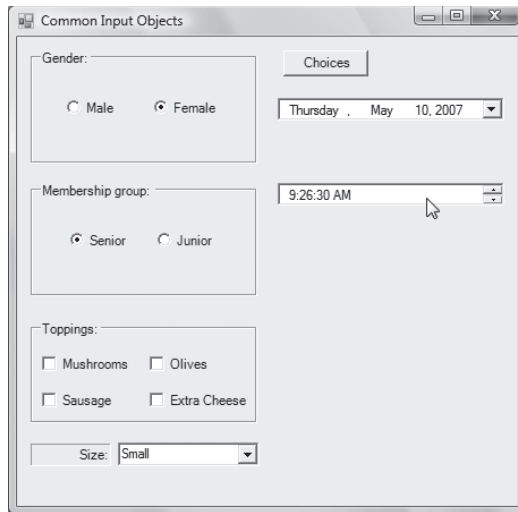 Common Input Objects
Gender:
Male Female
Choices
Thursday , May 10, 2007
Membership group:
Senior Junior
9:26:30 AM
Toppings:
Mushrooms Olives
Sausage Extra Cheese
Size: Small